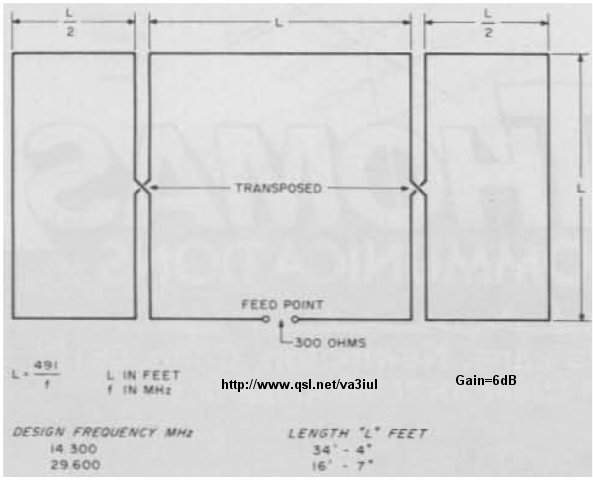 L/2
L
L/2
TRANSPOSED
L
FEED POINT
300 OHMS
L = 491/f
L IN FEET
f IN MHz
http://www.qsl.net/va3iul
Gain=6dB
DESIGN FREQUENCY MHz
LENGTH "L" FEET
14.300
34' - 4"
29.600
16' - 7"